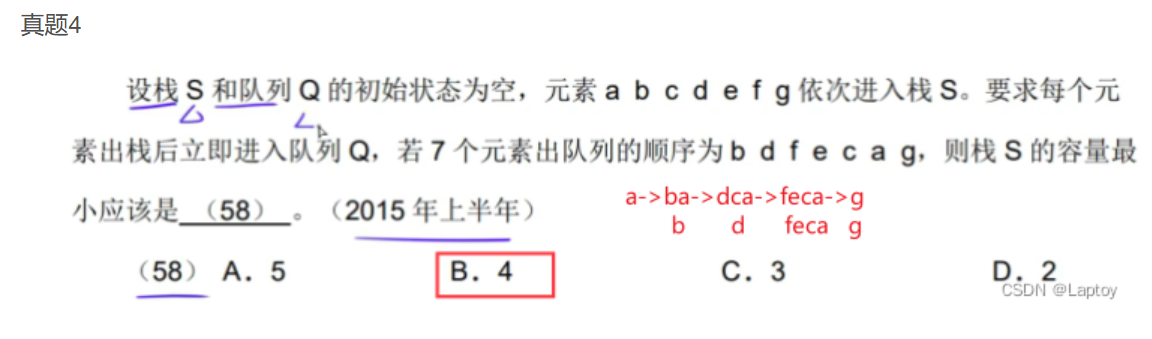 真题4
设栈 S 和队列 Q 的初始状态为空，元素 a b c d e f g 依次进入栈 S。要求每个元
素出栈后立即进入队列 Q，若 7 个元素出队列的顺序为 b d f e c a g，则栈 S 的容量最
小应该是（58）。（2015 年上半年）
a->ba->dca->feca->g
b d feca g
（58） A. 5 B. 4 C. 3 D. 2
CSDN @Laptoy